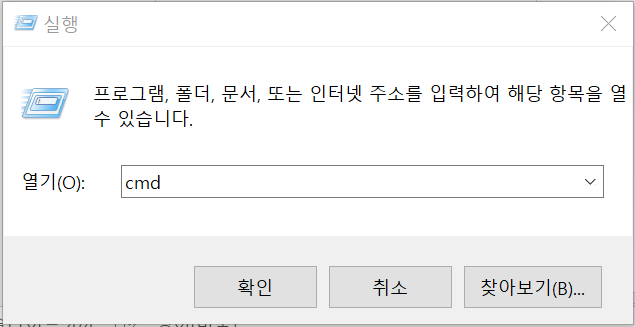 실행
프로그램, 폴더, 문서, 또는 인터넷 주소를 입력하여 해당 항목을 열
수 있습니다.
열기(O): cmd
확인 취소 찾아보기(B)...